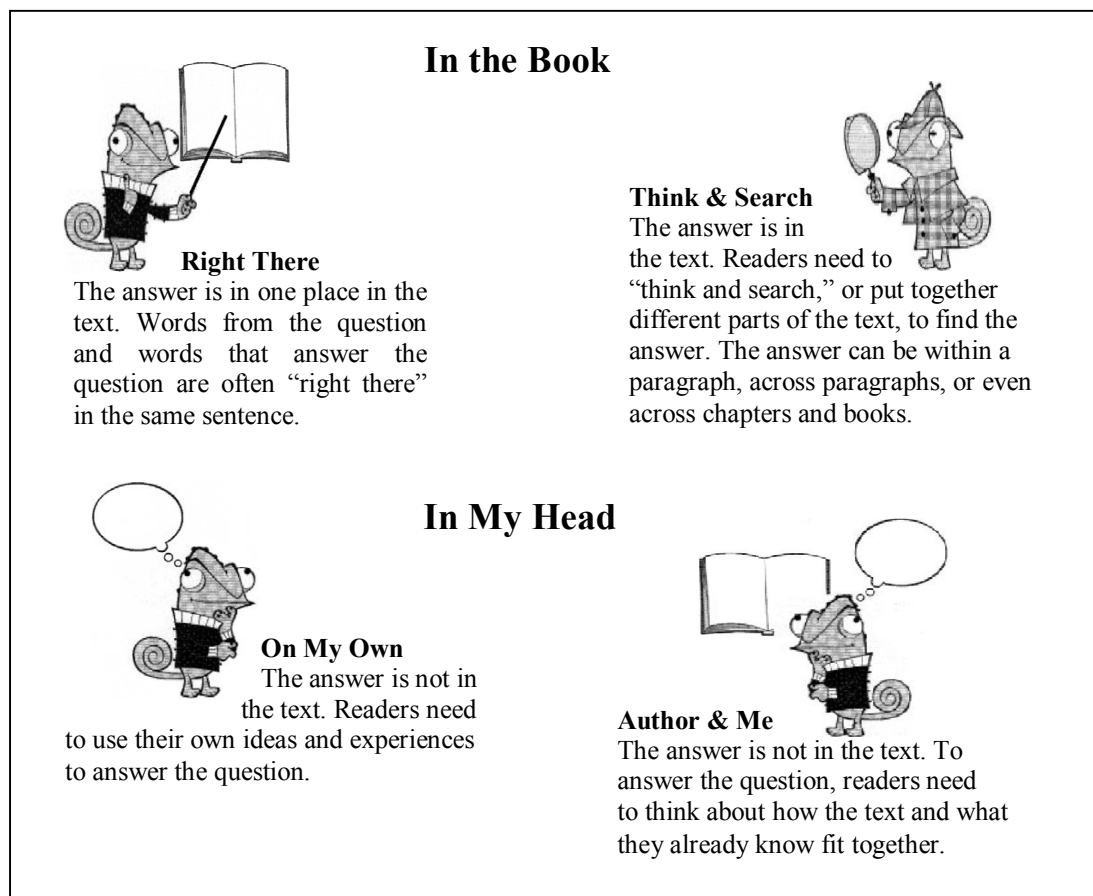 In the Book
Right There
The answer is in one place in the
text. Words from the question
and words that answer the
question are often “right there”
in the same sentence.
Think & Search
The answer is in
the text. Readers need to
“think and search,” or put together
different parts of the text, to find the
answer. The answer can be within a
paragraph, across paragraphs, or even
across chapters and books.
In My Head
On My Own
The answer is not in
the text. Readers need
to use their own ideas and experiences
to answer the question.
Author & Me
The answer is not in the text. To
answer the question, readers need
to think about how the text and what
they already know fit together.